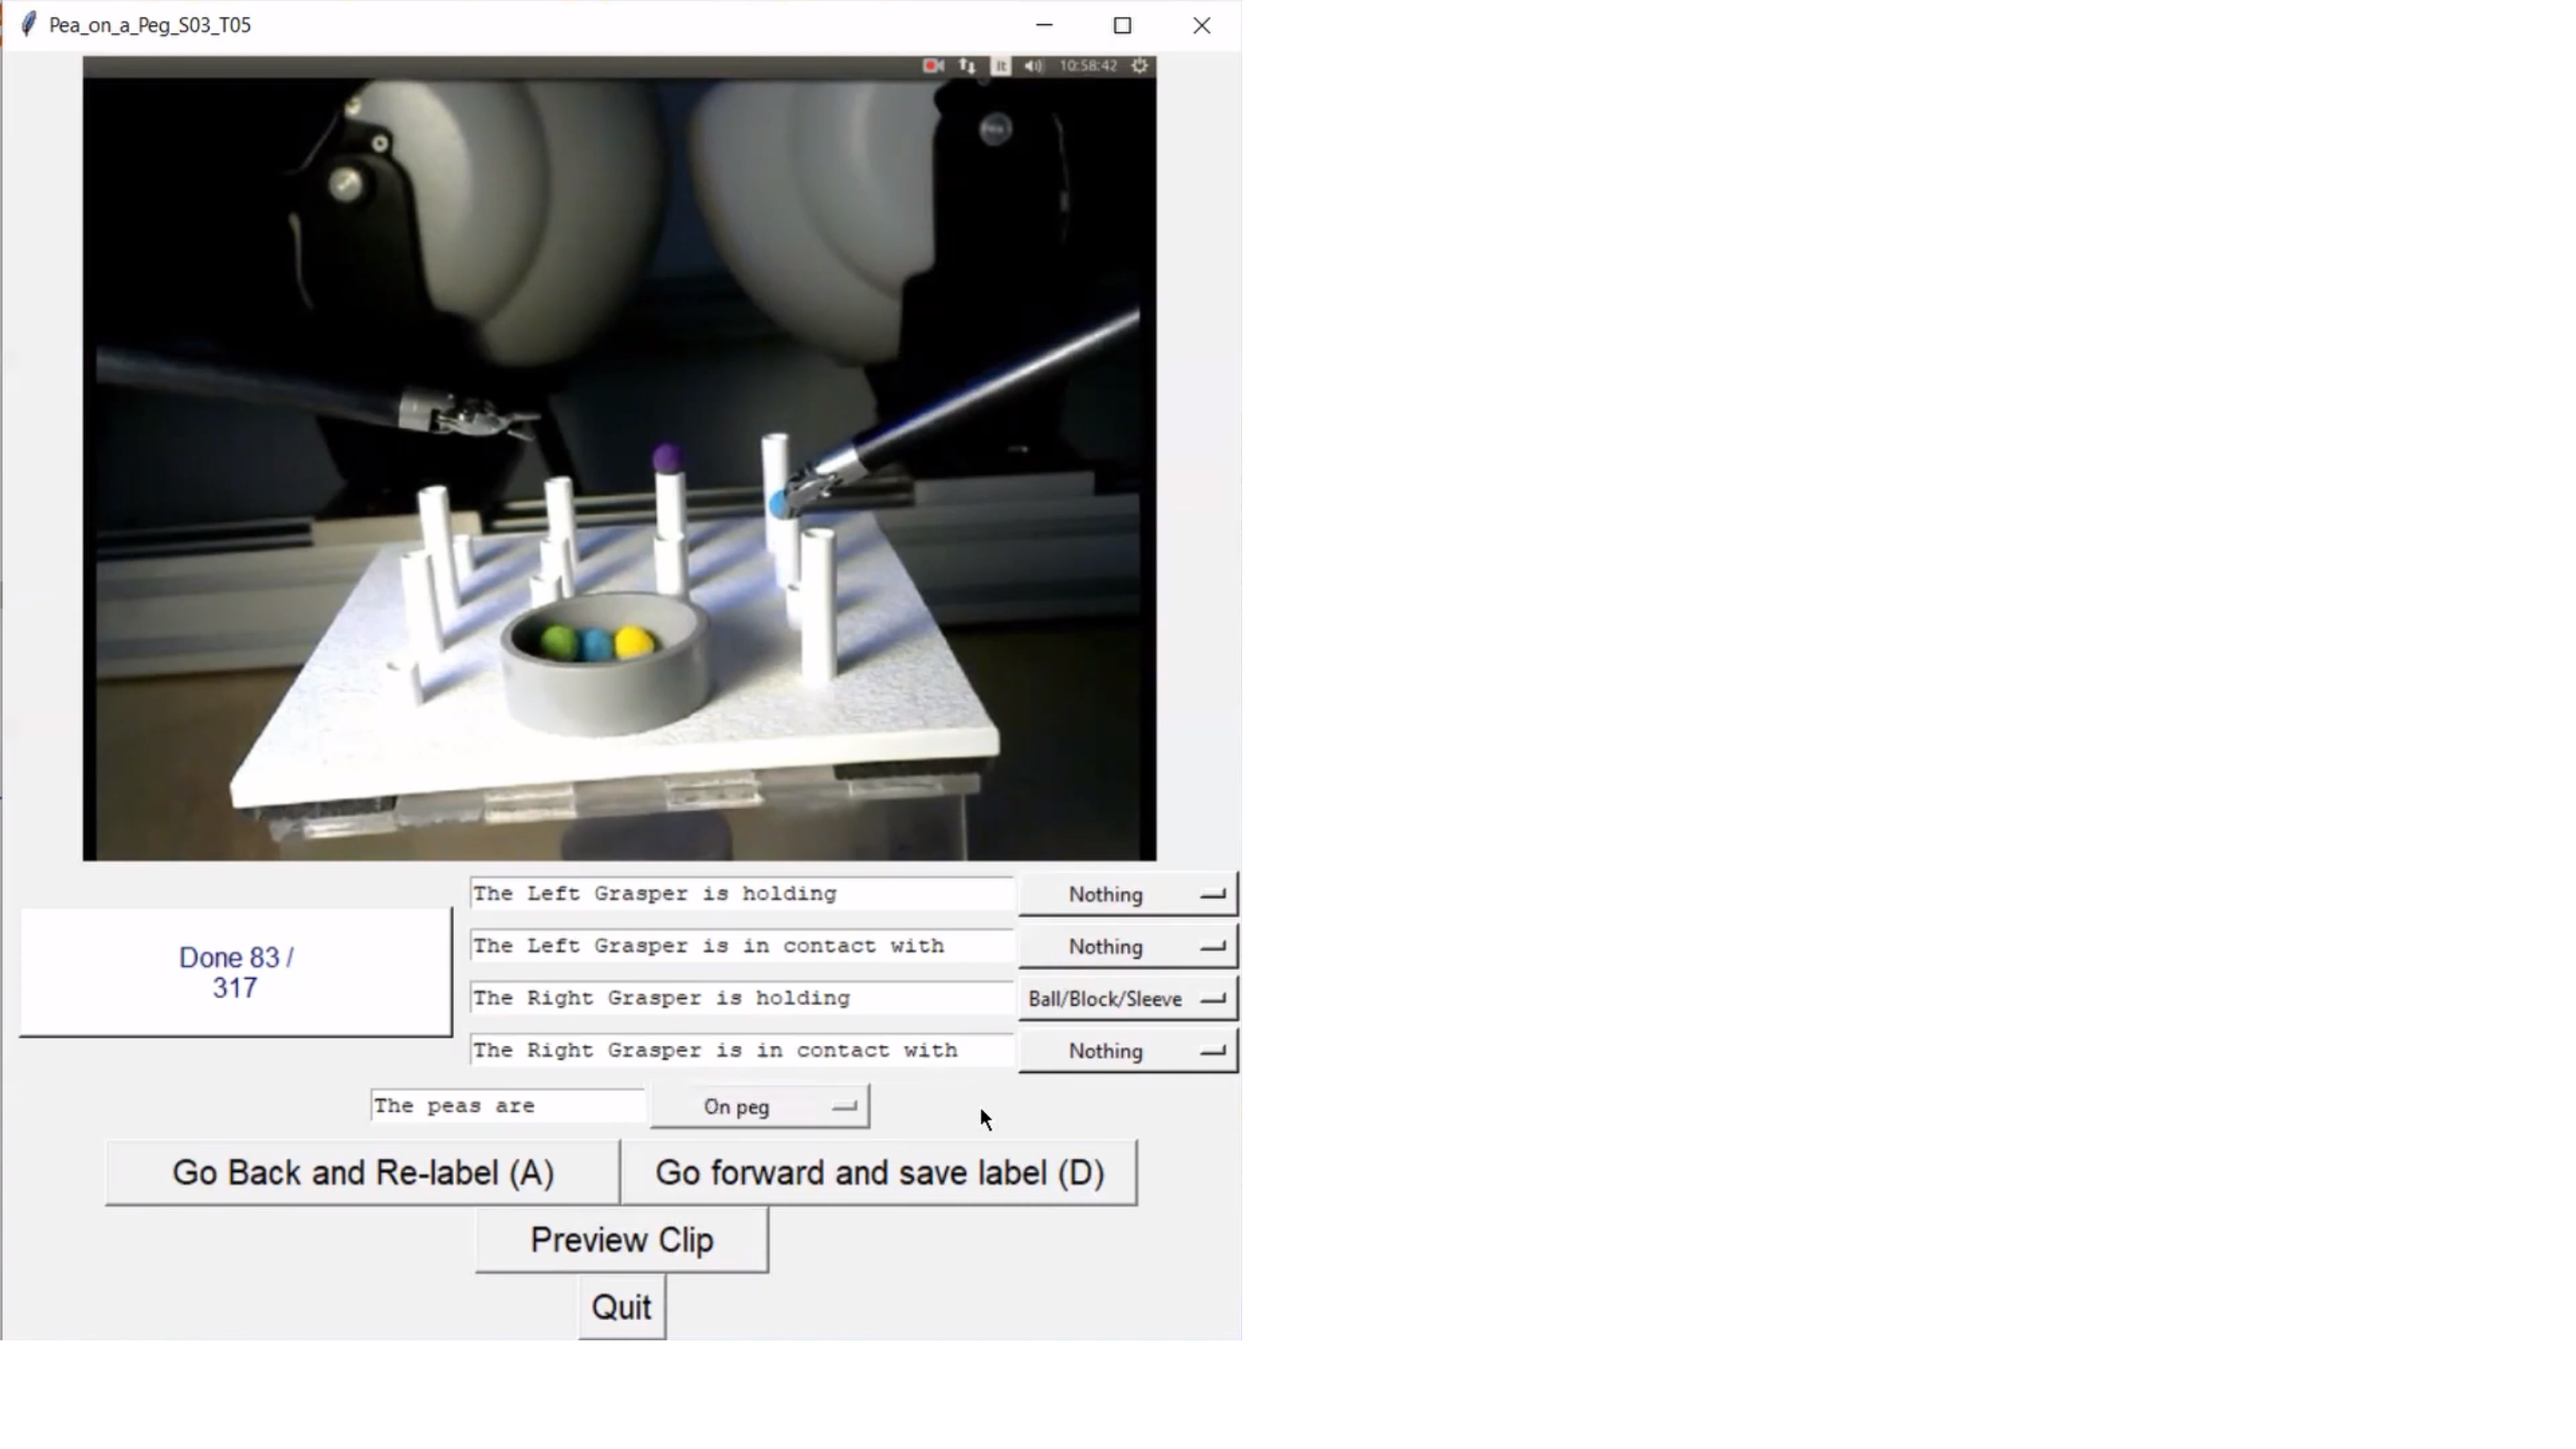 Pea_on_a_Peg_S03_T05
It 10:58:42
The Left Grasper is holding Nothing
The Left Grasper is in contact with Nothing
Done 83 /
317
The Right Grasper is holding Ball/Block/Sleeve
The Right Grasper is in contact with Nothing
The peas are On peg
Go Back and Re-label (A) Go forward and save label (D)
Preview Clip
Quit